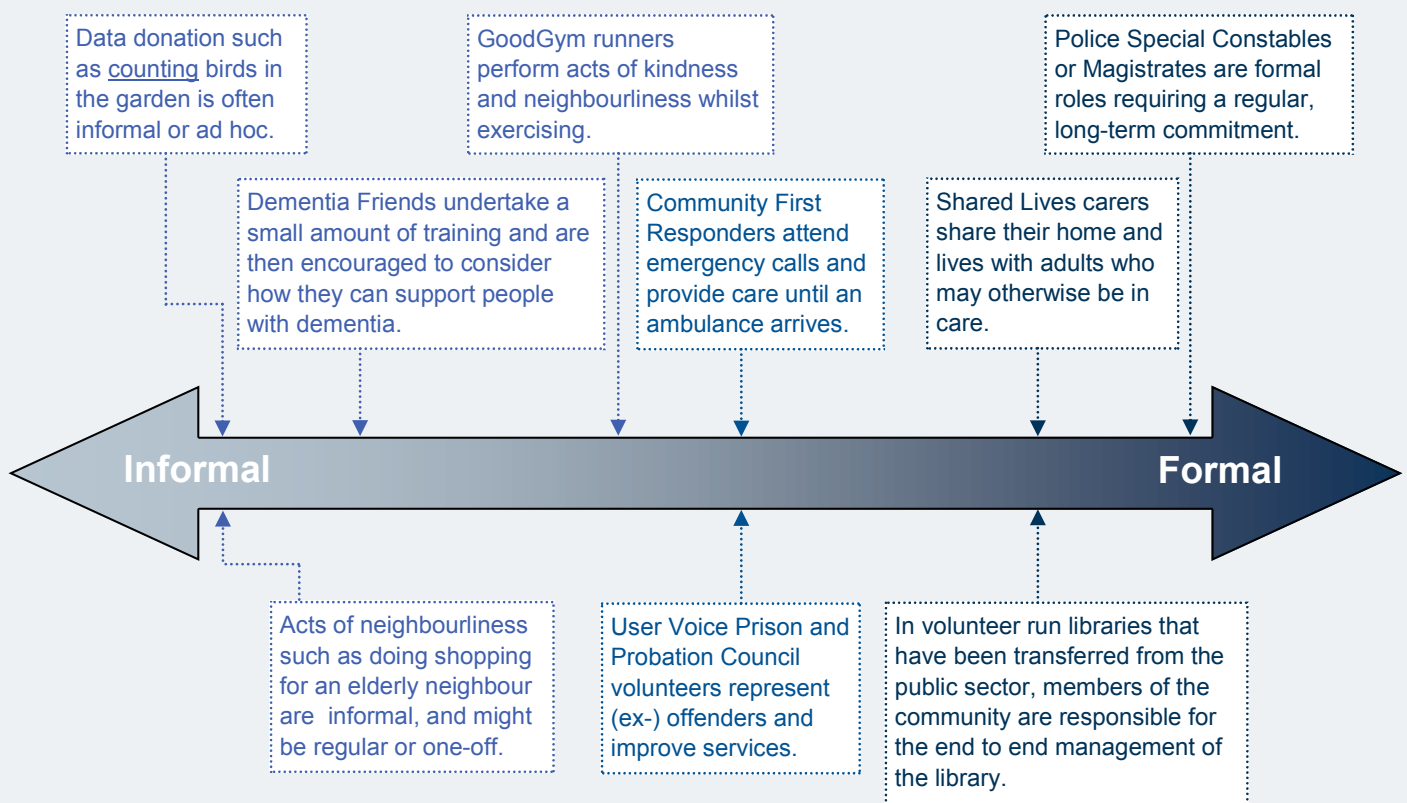 Data donation such
as counting birds in
the garden is often
informal or ad hoc.
GoodGym runners
perform acts of kindness
and neighbourliness whilst
exercising.
Police Special Constables
or Magistrates are formal
roles requiring a regular,
long-term commitment.
Dementia Friends undertake a
small amount of training and are
then encouraged to consider
how they can support people
with dementia.
Community First
Responders attend
emergency calls and
provide care until an
ambulance arrives.
Shared Lives carers
share their home and
lives with adults who
may otherwise be in
care.
Informal
Formal
Acts of neighbourliness
such as doing shopping
for an elderly neighbour
are  informal, and might
be regular or one-off.
User Voice Prison and
Probation Council
volunteers represent
(ex-) offenders and
improve services.
In volunteer run libraries that
have been transferred from the
public sector, members of the
community are responsible for
the end to end management of
the library.